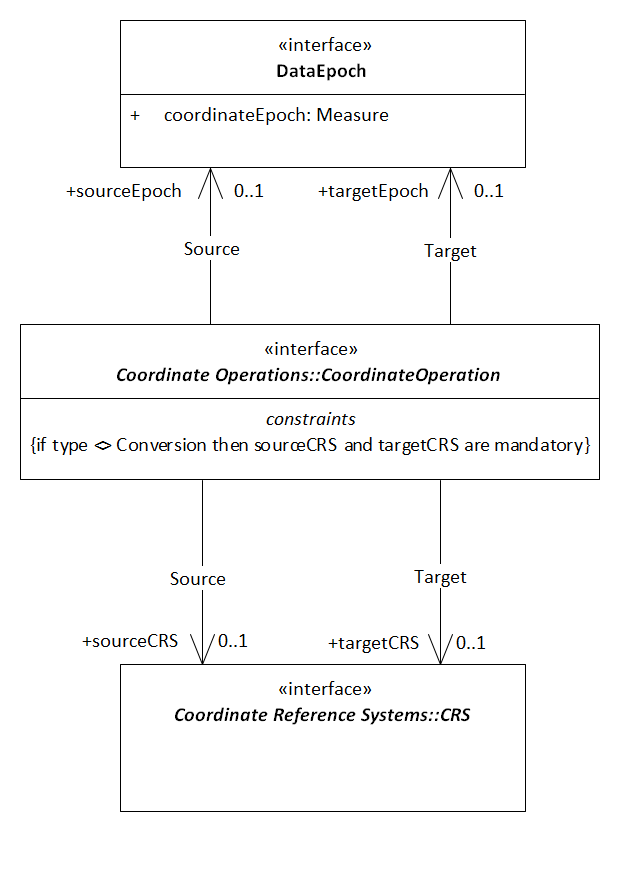 «interface»
DataEpoch
+ coordinateEpoch: Measure
+sourceEpoch 0..1 +targetEpoch 0..1
Source Target
«interface»
Coordinate Operations::CoordinateOperation
constraints
{if type <> Conversion then sourceCRS and targetCRS are mandatory}
Source Target
+sourceCRS 0..1 +targetCRS 0..1
«interface»
Coordinate Reference Systems::CRS